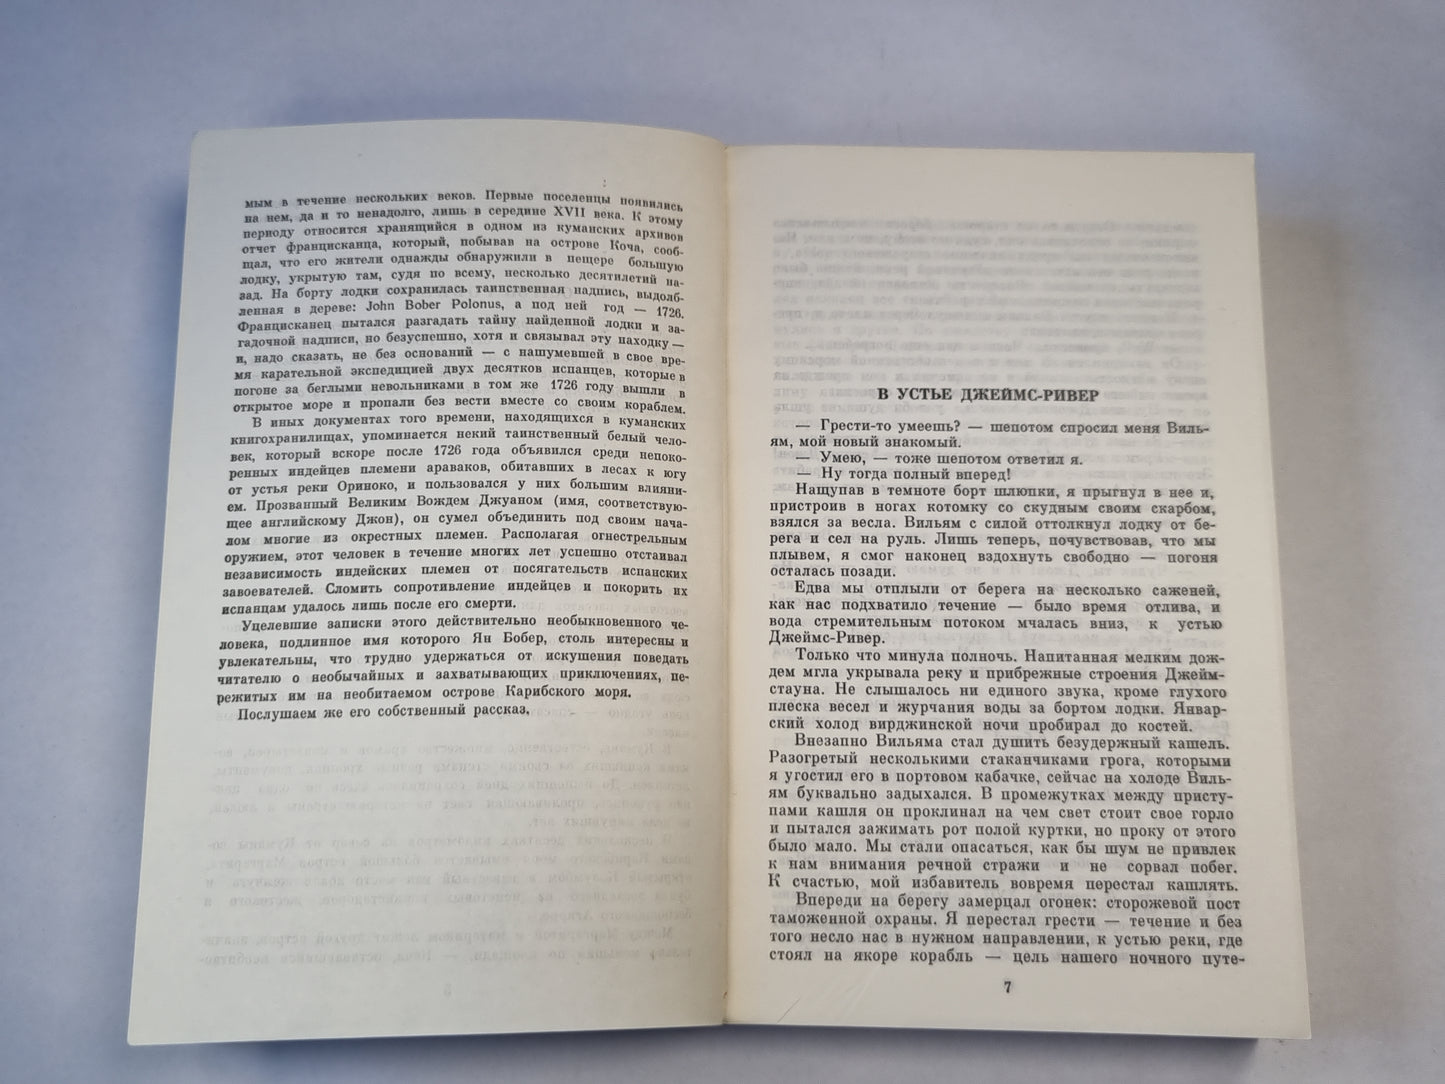 мым в течение нескольких веков. Первые поселенцы появились
на нем, да и то ненадолго, лишь в середине XVII века. К этому
периоду относится хранящийся в одном из куманских архивов
отчет францисканца, который, побывав на острове Коча, сооб-
щал, что его жители однажды обнаружили в пещере большую
лодку, укрытую там, судя по всему, несколько десятилетий на-
зад. На борту лодки сохранилась таинственная надпись, выдолб-
ленная в дереве: John Bober Polonus, а под ней год — 1726.
Францисканец пытался разгадать тайну найденной лодки и за-
гадочной надписи, но безуспешно, хотя и связывал эту находку —
и, надо сказать, не без оснований — с нашумевшей в свое вре-
мя карательной экспедицией двух десятков испанцев, которые в
погоне за беглыми невольниками в том же 1726 году вышли в
открытое море и пропали без вести вместе со своим кораблем.
В иных документах того времени, находящихся в куманских
книгохранилищах, упоминается некий таинственный белый чело-
век, который вскоре после 1726 года объявился среди непоко-
ренных индейцев племени араваков, обитавших в лесах к югу
от устья реки Ориноко, и пользовался у них большим влияни-
ем. Прозванный Великим Вождем Джуаном (имя, соответствую-
щее английскому Джон), он сумел объединить под своим нача-
лом многие из окрестных племен. Располагая огнестрельным
оружием, этот человек в течение многих лет успешно отстаивал
независимость индейских племен от посягательств испанских
завоевателей. Сломить сопротивление индейцев и покорить их
испанцам удалось лишь после его смерти.
Уцелевшие записки этого действительно необыкновенного че-
ловека, подлинное имя которого Ян Бобер, столь интересны и
увлекательны, что трудно удержаться от искушения поведать
читателю о необычайных и захватывающих приключениях, пе-
режитых им на необитаемом острове Карибского моря.
Послушаем же его собственный рассказ.
В УСТЬЕ ДЖЕЙМС-РИВЕР
— Грести-то умеешь? — шепотом спросил меня Виль-
ям, мой новый знакомый.
— Умею, — тоже шепотом ответил я.
— Ну тогда полный вперед!
Нащупав в темноте борт шлюпки, я прыгнул в нее и,
пристроив в ногах котомку со скудным своим скарбом,
взялся за весла. Вильям с силой оттолкнул лодку от бе-
рега и сел на руль. Лишь теперь, почувствовав, что мы
плывем, я смог наконец вздохнуть свободно — погоня
осталась позади.
Едва мы отплыли от берега на несколько саженей,
как нас подхватило течение — было время отлива, и
вода стремительным потоком мчалась вниз, к устью
Джеймс-Ривер.
Только что минула полночь. Напитанная мелким дож-
дем мгла укрывала реку и прибрежные строения Джейм-
стауна. Не слышалось ни единого звука, кроме глухого
плеска весел и журчания воды за бортом лодки. Январ-
ский холод вирджинской ночи пробирал до костей.
Внезапно Вильяма стал душить безудержный кашель.
Разогретый несколькими стаканчиками грога, которыми
я угостил его в портовом кабачке, сейчас на холоде Виль-
ям буквально задыхался. В промежутках между присту-
пами кашля он проклинал на чем свет стоит свое горло
и пытался зажимать рот полой куртки, но проку от этого
было мало. Мы стали опасаться, как бы шум не привлек
к нам внимания речной стражи и не сорвал побег.
К счастью, мой избавитель вовремя перестал кашлять.
Впереди на берегу замерцал огонек: сторожевой пост
таможенной охраны. Я перестал грести — течение и без
того несло нас в нужном направлении, к устью реки, где
стоял на якоре корабль — цель нашего ночного путе-
7